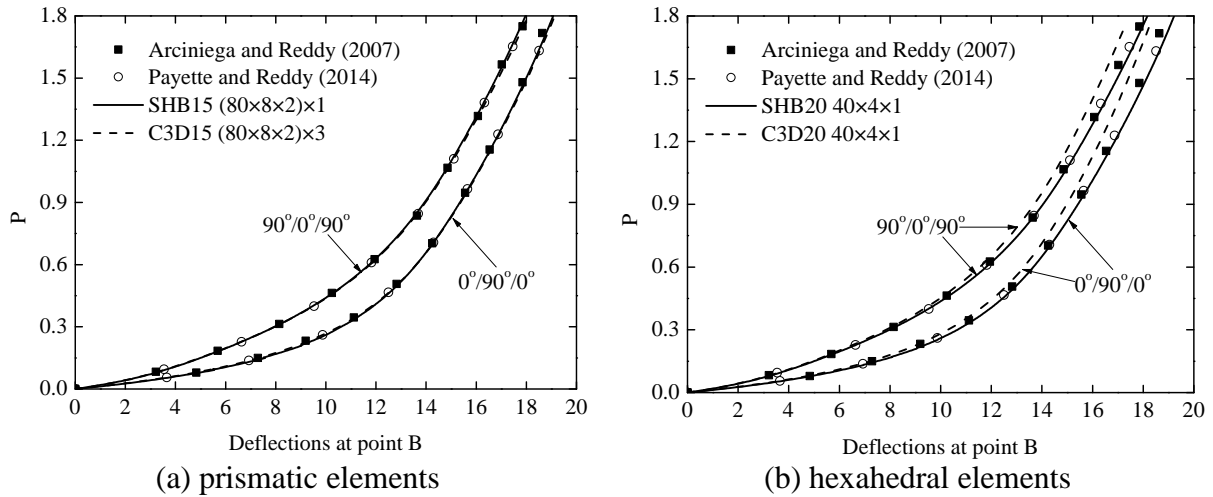 1.8
1.5
1.2
0.9
0.6
0.3
0.0
P
Arciniega and Reddy (2007)
Payette and Reddy (2014)
SHB15 (80×8×2)×1
C3D15 (80×8×2)×3
90°/0°/90°
0°/90°/0°
0 2 4 6 8 10 12 14 16 18 20
Deflections at point B
(a) prismatic elements
1.8
1.5
1.2
0.9
0.6
0.3
0.0
P
Arciniega and Reddy (2007)
Payette and Reddy (2014)
SHB20 40×4×1
C3D20 40×4×1
90°/0°/90°
0°/90°/0°
0 2 4 6 8 10 12 14 16 18 20
Deflections at point B
(b) hexahedral elements